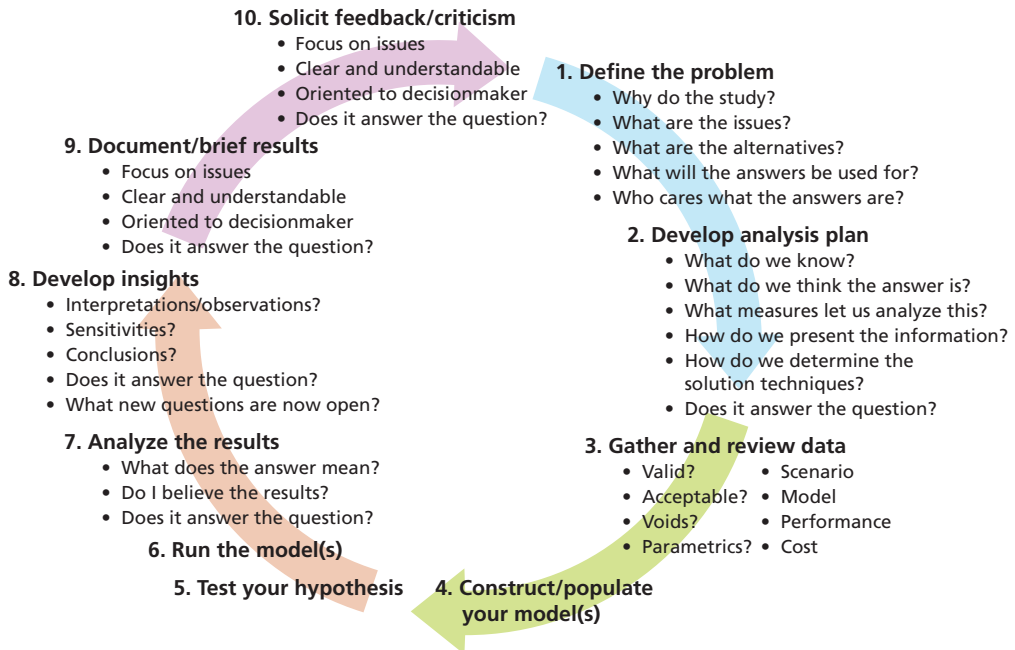 10. Solicit feedback/criticism
• Focus on issues
• Clear and understandable
• Oriented to decisionmaker
• Does it answer the question?
1. Define the problem
• Why do the study?
• What are the issues?
• What are the alternatives?
• What will the answers be used for?
• Who cares what the answers are?
2. Develop analysis plan
• What do we know?
• What do we think the answer is?
• What measures let us analyze this?
• How do we present the information?
• How do we determine the
solution techniques?
• Does it answer the question?
3. Gather and review data
• Valid?
• Acceptable?
• Voids?
• Parametrics?
• Scenario
• Model
• Performance
• Cost
4. Construct/populate
your model(s)
5. Test your hypothesis
6. Run the model(s)
7. Analyze the results
• What does the answer mean?
• Do I believe the results?
• Does it answer the question?
8. Develop insights
• Interpretations/observations?
• Sensitivities?
• Conclusions?
• Does it answer the question?
• What new questions are now open?
9. Document/brief results
• Focus on issues
• Clear and understandable
• Oriented to decisionmaker
• Does it answer the question?